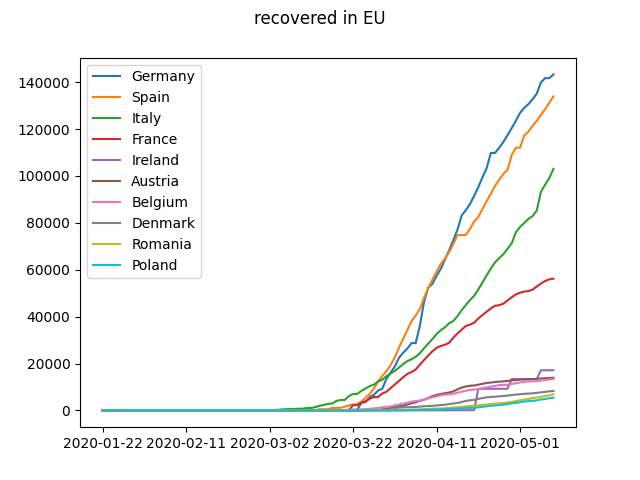 recovered in EU
140000
120000
100000
80000
60000
40000
20000
0
Germany
Spain
Italy
France
Ireland
Austria
Belgium
Denmark
Romania
Poland
2020-01-22 2020-02-11 2020-03-02 2020-03-22 2020-04-11 2020-05-01